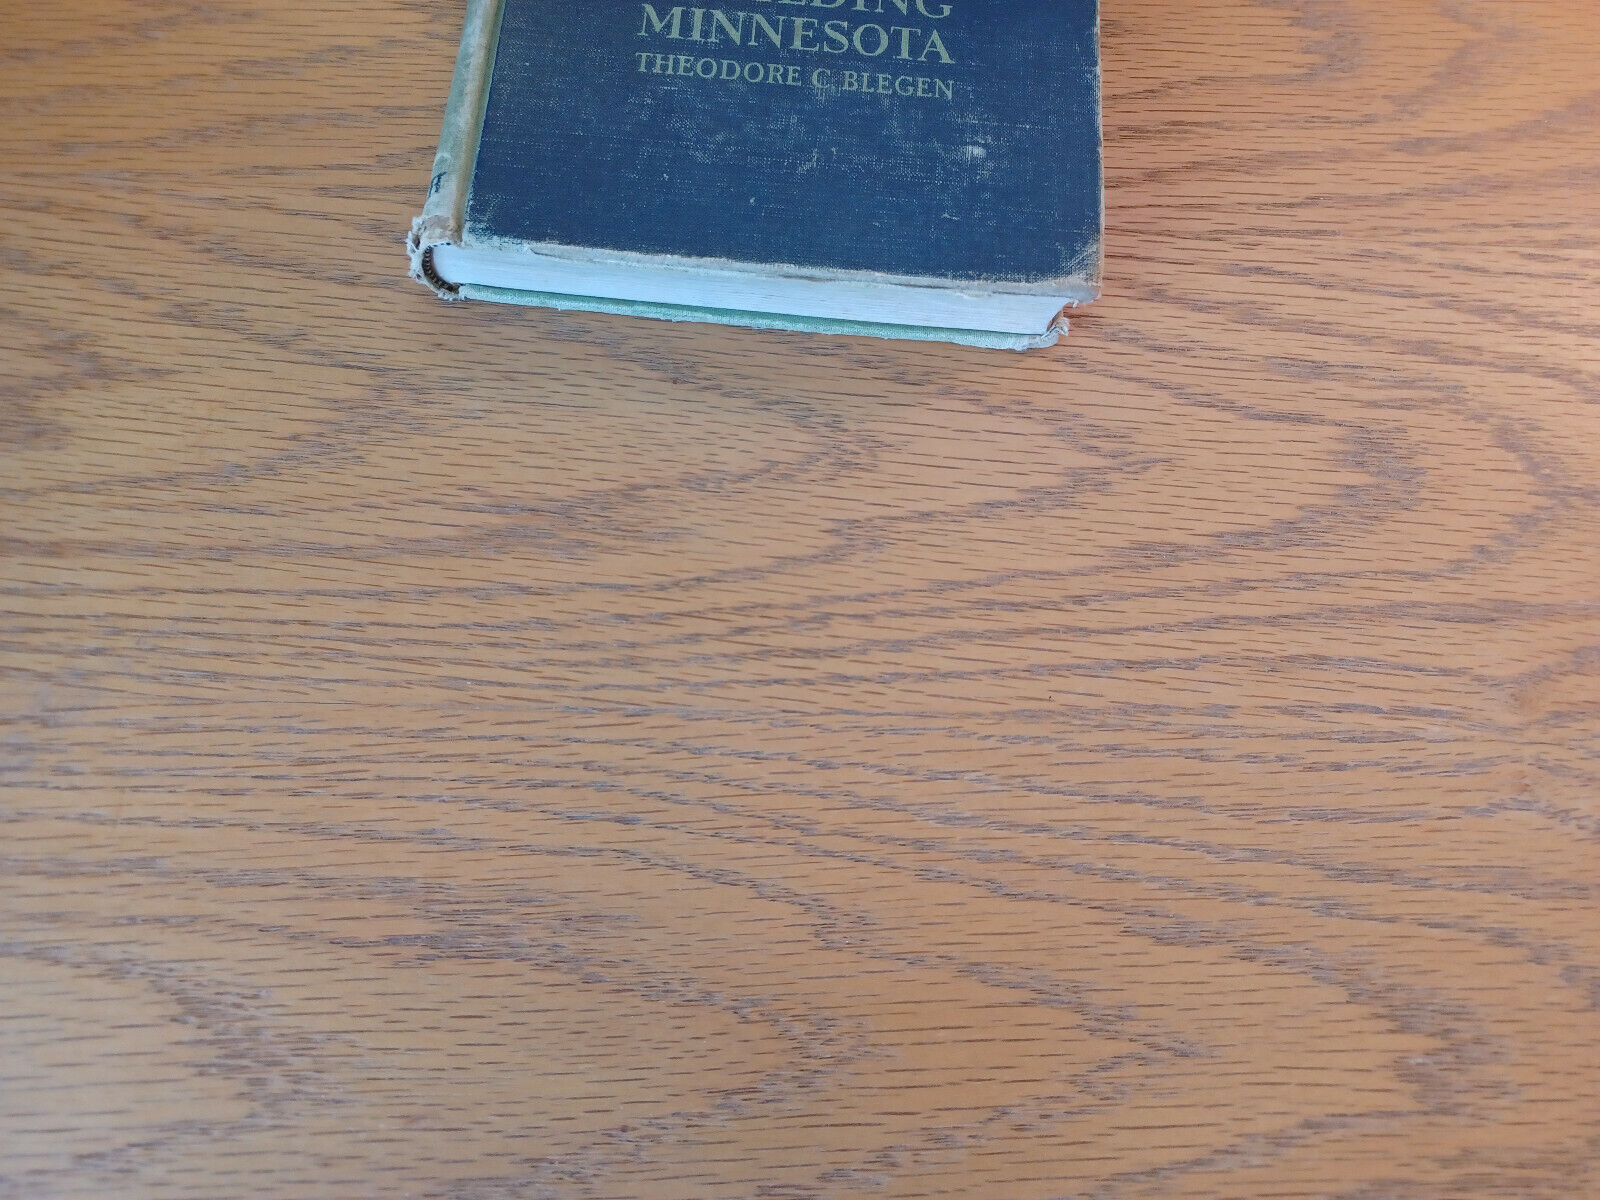 MINNESOTA
THEODORE C. BLEGEN